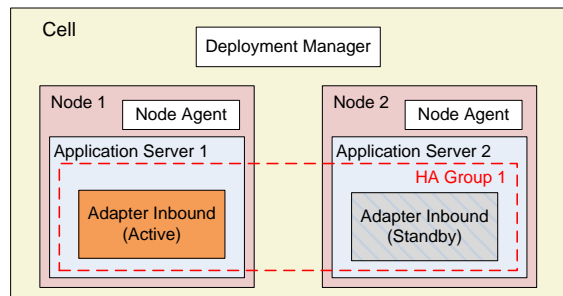 Cell
Deployment Manager
Node 1
Node Agent
Application Server 1
Adapter Inbound
(Active)
Node 2
Node Agent
Application Server 2
HA Group 1
Adapter Inbound
(Standby)